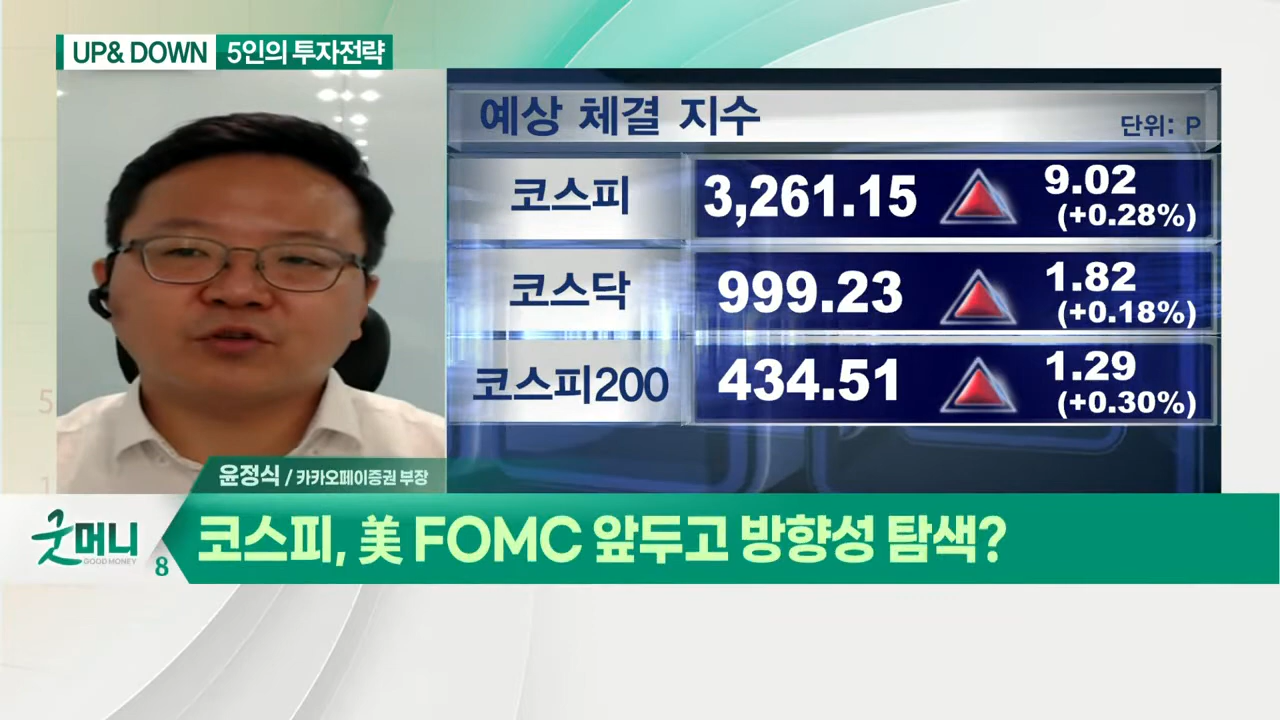 UP& DOWN 5인의 투자전략
예상 체결 지수
단위: P
코스피 3,261.15 ▲ 9.02 (+0.28%)
코스닥 999.23 ▲ 1.82 (+0.18%)
코스피200 434.51 ▲ 1.29 (+0.30%)
5
1
윤정식 / 카카오페이증권 부장
굿머니
GOOD MONEY
8
코스피, 美 FOMC 앞두고 방향성 탐색?